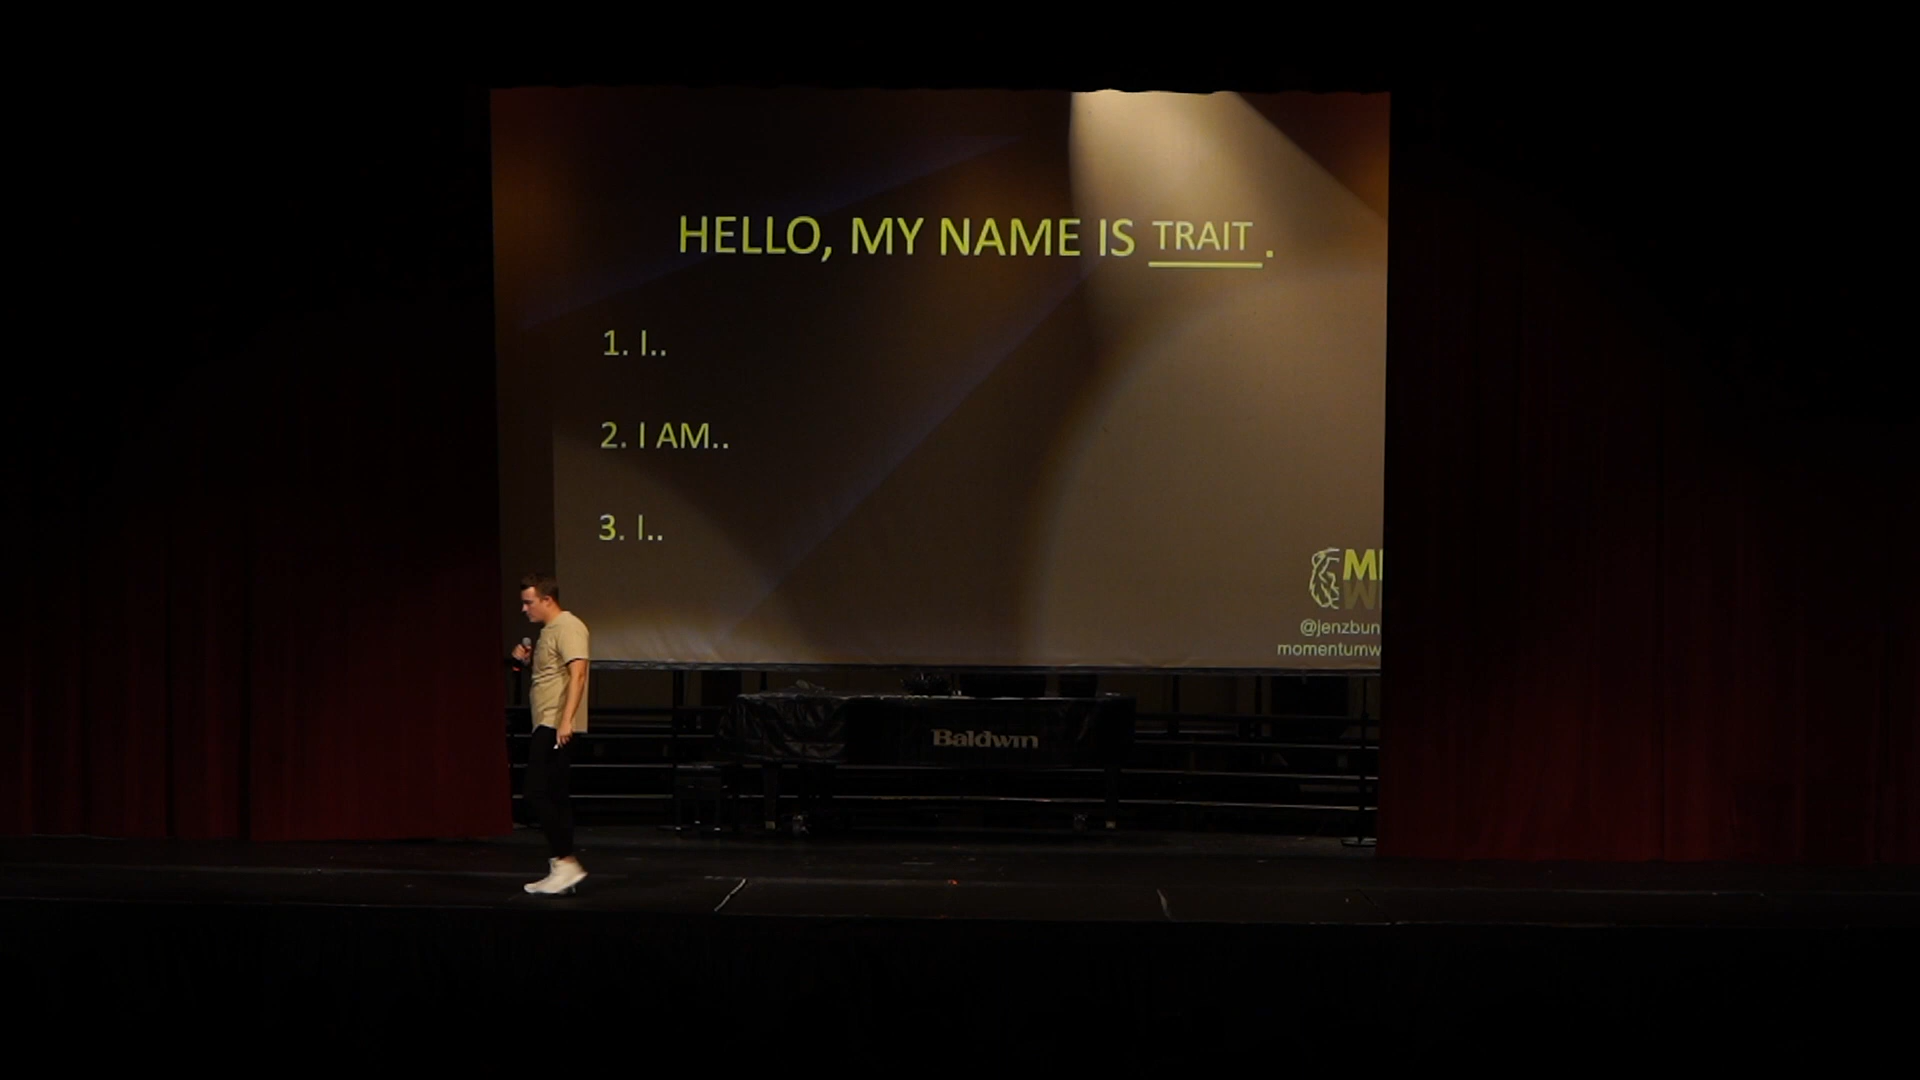 HELLO, MY NAME IS TRAIT.
1. I..
2. I AM..
3. I..
@jenzbun
momentumw
Baldwin